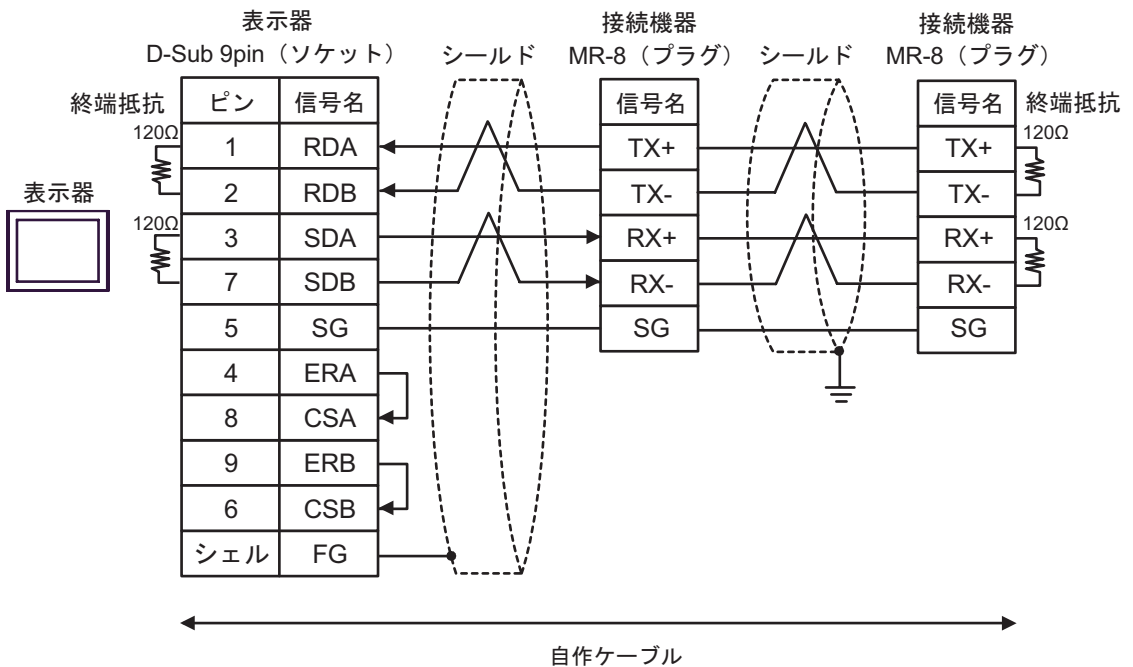 表示器
D-Sub 9pin（ソケット）
シールド
接続機器
MR-8（プラグ）
シールド
接続機器
MR-8（プラグ）
終端抵抗
ピン 信号名
信号名
信号名
終端抵抗
120Ω
1 RDA
TX+
TX+
120Ω
2 RDB
TX-
TX-
表示器
120Ω
3 SDA
RX+
RX+
120Ω
7 SDB
RX-
RX-
5 SG
SG
SG
4 ERA
8 CSA
9 ERB
6 CSB
シェル FG
自作ケーブル